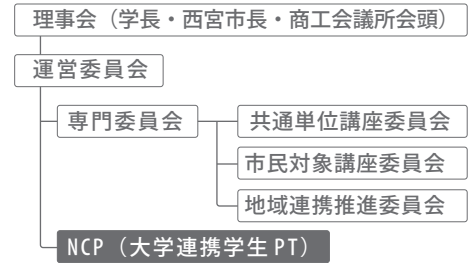 理事会（学長・西宮市長・商工会議所会頭）
運営委員会
専門委員会
共通単位講座委員会
市民対象講座委員会
地域連携推進委員会
NCP（大学連携学生PT）